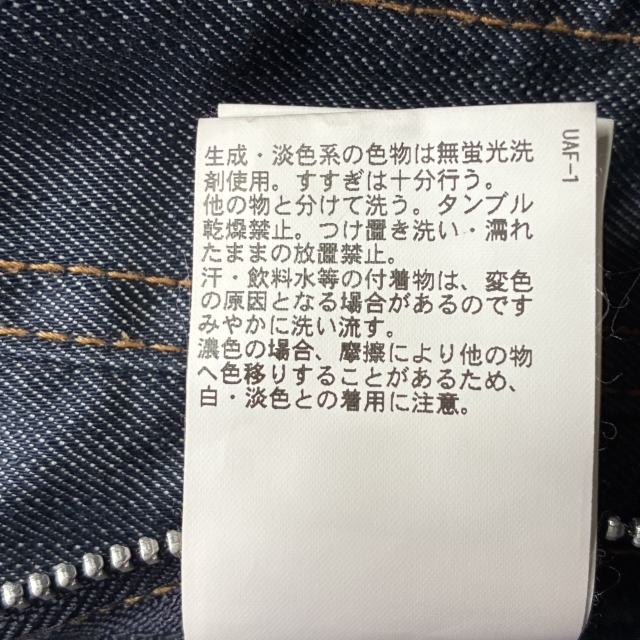 生成・淡色系の色物は無蛍光洗
剤使用。すすぎは十分行う。
他の物と分けて洗う。タンブル
乾燥禁止。つけ置き洗い・濡れ
たままの放置禁止。
汗・飲料水等の付着物は、変色
の原因となる場合があるのです
みやかに洗い流す。
濃色の場合、摩擦により他の物
へ色移りすることがあるため、
白・淡色との着用に注意。
UAF-1